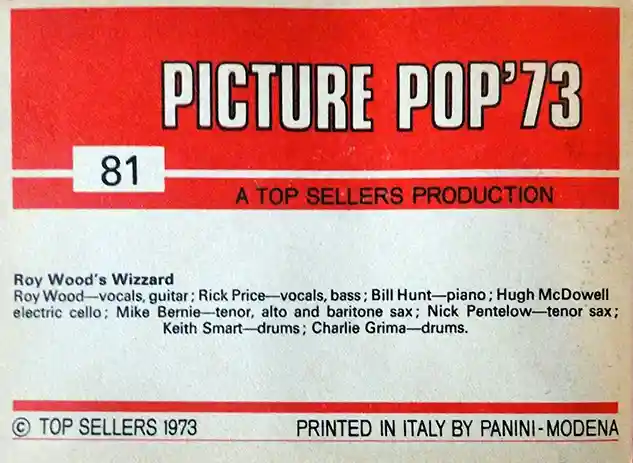 PICTURE POP'73
81
A TOP SELLERS PRODUCTION
Roy Wood's Wizzard
Roy Wood—vocals, guitar; Rick Price—vocals, bass; Bill Hunt—piano; Hugh McDowell
electric cello; Mike Bernie—tenor, alto and baritone sax; Nick Pentelow—tenor sax;
Keith Smart—drums; Charlie Grima—drums.
© TOP SELLERS 1973
PRINTED IN ITALY BY PANINI-MODENA